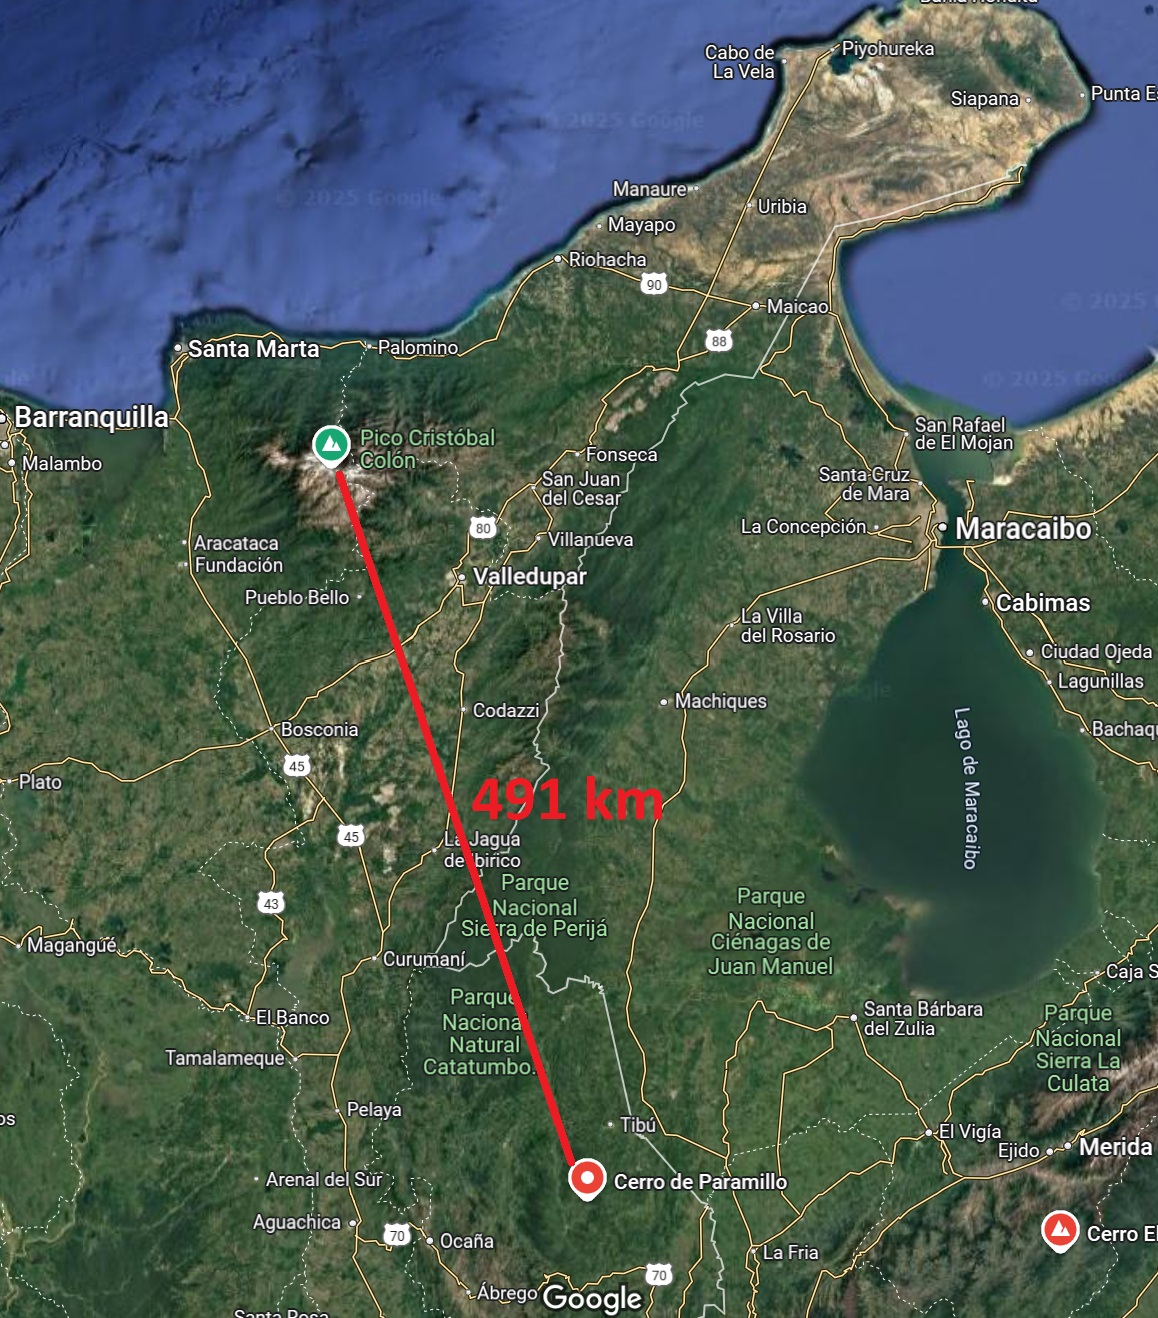 Cabo de
La Vela
Piyohureka
Siapana
Punta Es
© 2025 Google
© 2025 Google
Manaure
Mayapo
Uribia
Riohacha
90
Maicao
© 2025
88
Santa Marta
Palomino
© 2025
Barranquilla
Malambo
Pico Cristóbal
Colón
Fonseca
San Juan
del Cesar
San Rafael
de El Mojan
Santa Cruz
de Mara
La Concepción
Maracaibo
80
Villanueva
Aracataca
Fundación
Pueblo Bello
Valledupar
Cabimas
La Villa
del Rosario
Ciudad Ojeda
Lagunillas
Machiques
Codazzi
Bosconia
Bachaqu
45
Plato
Lago de Maracaibo
491 km
45
La Jagua
de Ibirico
43
Parque
Nacional
Sierra de Perijá
Parque
Nacional
Ciénagas de
Juan Manuel
Magangué
Curumaní
Caja S
Parque
Nacional
Natural
Catatumbo...
El Banco
Santa Bárbara
del Zulia
Parque
Nacional
Sierra La
Culata
Tamalameque
Pelaya
os
Tibú
El Vigía
Ejido
Merida
Arenal del Sur
Cerro de Paramillo
Aguachica
70
Ocaña
La Fria
Cerro El
70
Ábrego
Google
Santa Rosa